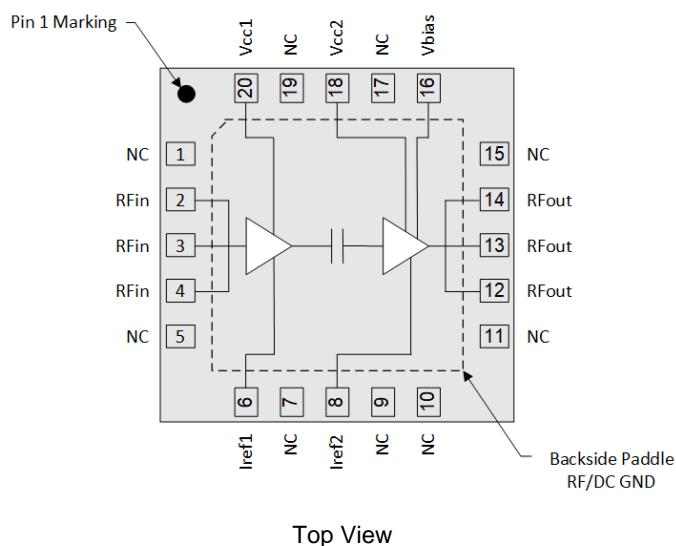 Pin 1 Marking
Vcc1
NC
Vcc2
NC
Vbias
20
19
18
17
16
NC 1
15 NC
RFin 2
14 RFout
RFin 3
13 RFout
RFin 4
12 RFout
NC 5
11 NC
6
7
8
9
10
Iref1
NC
Iref2
NC
NC
Backside Paddle
RF/DC GND
Top View